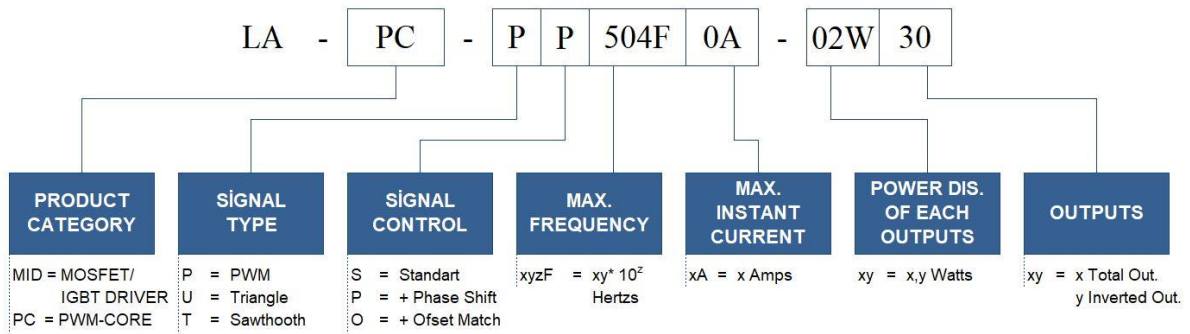 LA - PC - P P 504F 0A - 02W 30
PRODUCT
CATEGORY
MID = MOSFET/
IGBT DRIVER
PC = PWM-CORE
SİGNAL
TYPE
P = PWM
U = Triangle
T = Sawthooth
SİGNAL
CONTROL
S = Standart
P = + Phase Shift
O = + Ofset Match
MAX.
FREQUENCY
xyzF = xy* 10^z
Hertzs
MAX.
INSTANT
CURRENT
xA = x Amps
POWER DIS.
OF EACH
OUTPUTS
xy = x,y Watts
OUTPUTS
xy = x Total Out.
y Inverted Out.